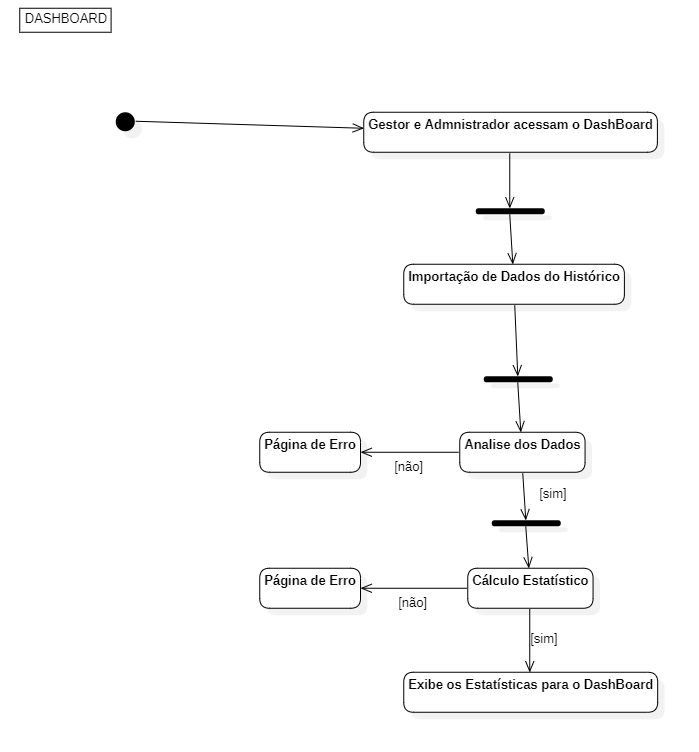 DASHBOARD
Gestor e Admnistrador acessam o DashBoard
Importação de Dados do Histórico
Página de Erro
Analise dos Dados
[não]
[sim]
Página de Erro
Cálculo Estatístico
[não]
[sim]
Exibe os Estatísticas para o DashBoard